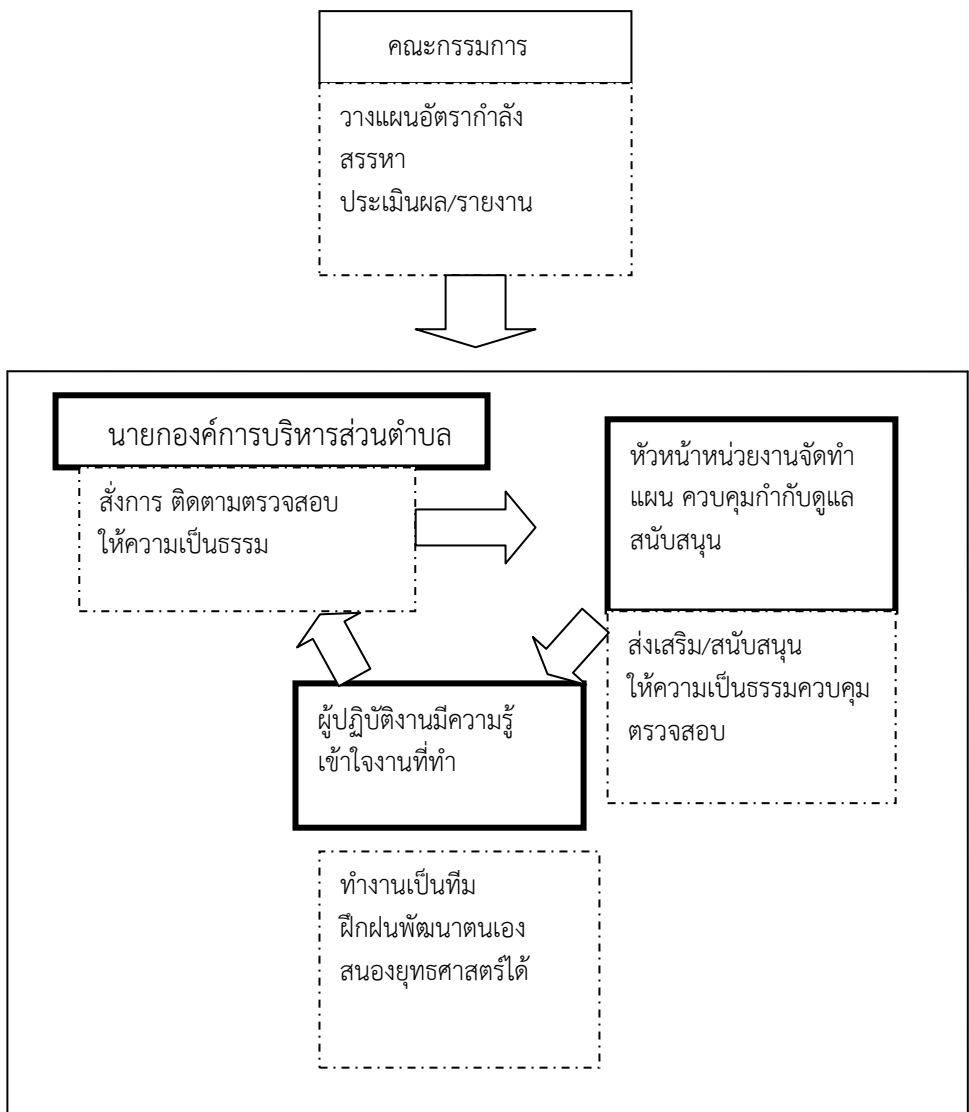 คณะกรรมการ
วางแผนอัตรากำลัง
สรรหา
ประเมินผล/รายงาน
นายกองค์การบริหารส่วนตำบล
สั่งการ ติดตามตรวจสอบ
ให้ความเป็นธรรม
หัวหน้าหน่วยงานจัดทำ
แผน ควบคุมกำกับดูแล
สนับสนุน
ส่งเสริม/สนับสนุน
ให้ความเป็นธรรมควบคุม
ตรวจสอบ
ผู้ปฏิบัติงานมีความรู้
เข้าใจงานที่ทำ
ทำงานเป็นทีม
ฝึกฝนพัฒนาตนเอง
สนองยุทธศาสตร์ได้